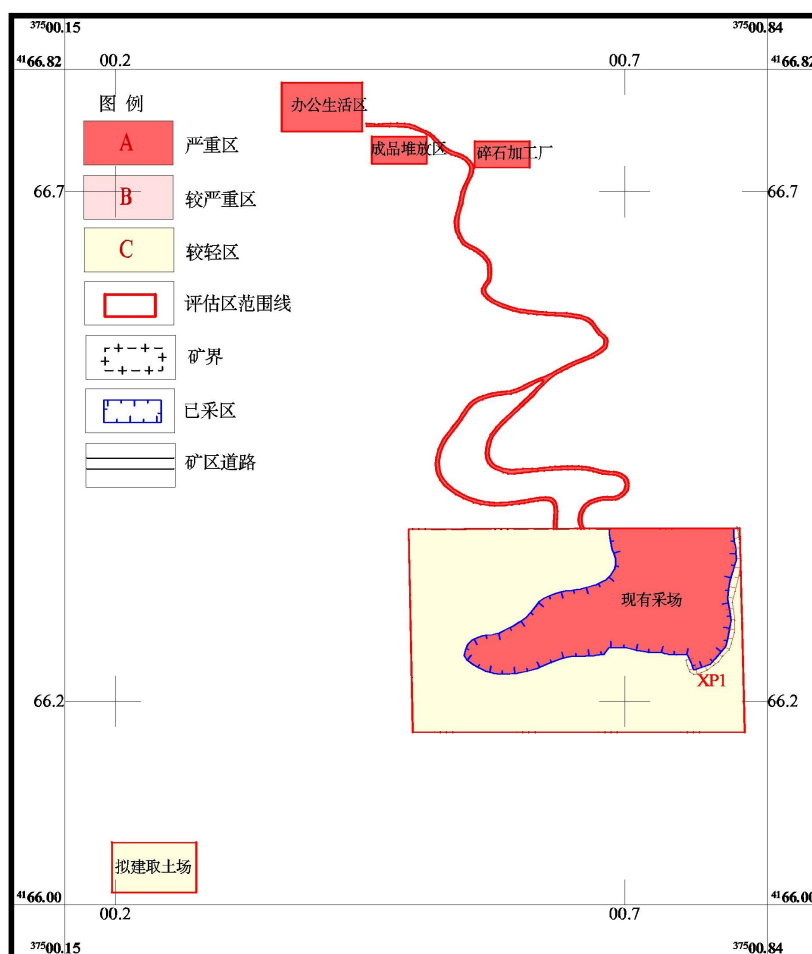 ³⁷⁵00.15
³⁷⁵00.84
⁴¹66.82
00.2
00.7
⁴¹66.82
图 例
办公生活区
A
严重区
成品堆放区
碎石加工厂
B
较严重区
66.7
66.7
C
较轻区
评估区范围线
矿界
已采区
矿区道路
现有采场
XP1
66.2
66.2
拟建取土场
⁴¹66.00
00.2
00.7
⁴¹66.00
³⁷⁵00.15
³⁷⁵00.84